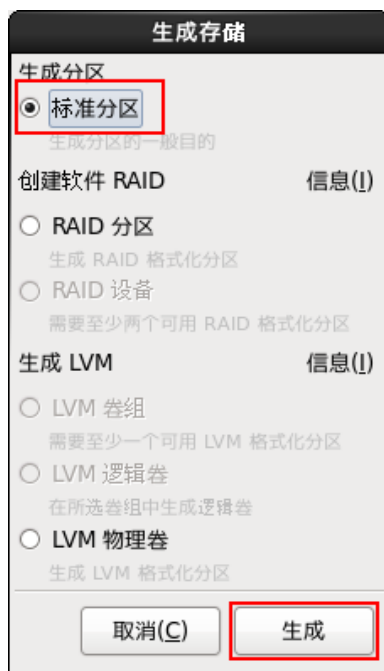 生成存储
生成分区
标准分区
生成分区的一般目的
创建软件 RAID 信息(I)
RAID 分区
生成 RAID 格式化分区
RAID 设备
需要至少两个可用 RAID 格式化分区
生成 LVM 信息(I)
LVM 卷组
需要至少一个可用 LVM 格式化分区
LVM 逻辑卷
在所选卷组中生成逻辑卷
LVM 物理卷
生成 LVM 格式化分区
取消(C) 生成